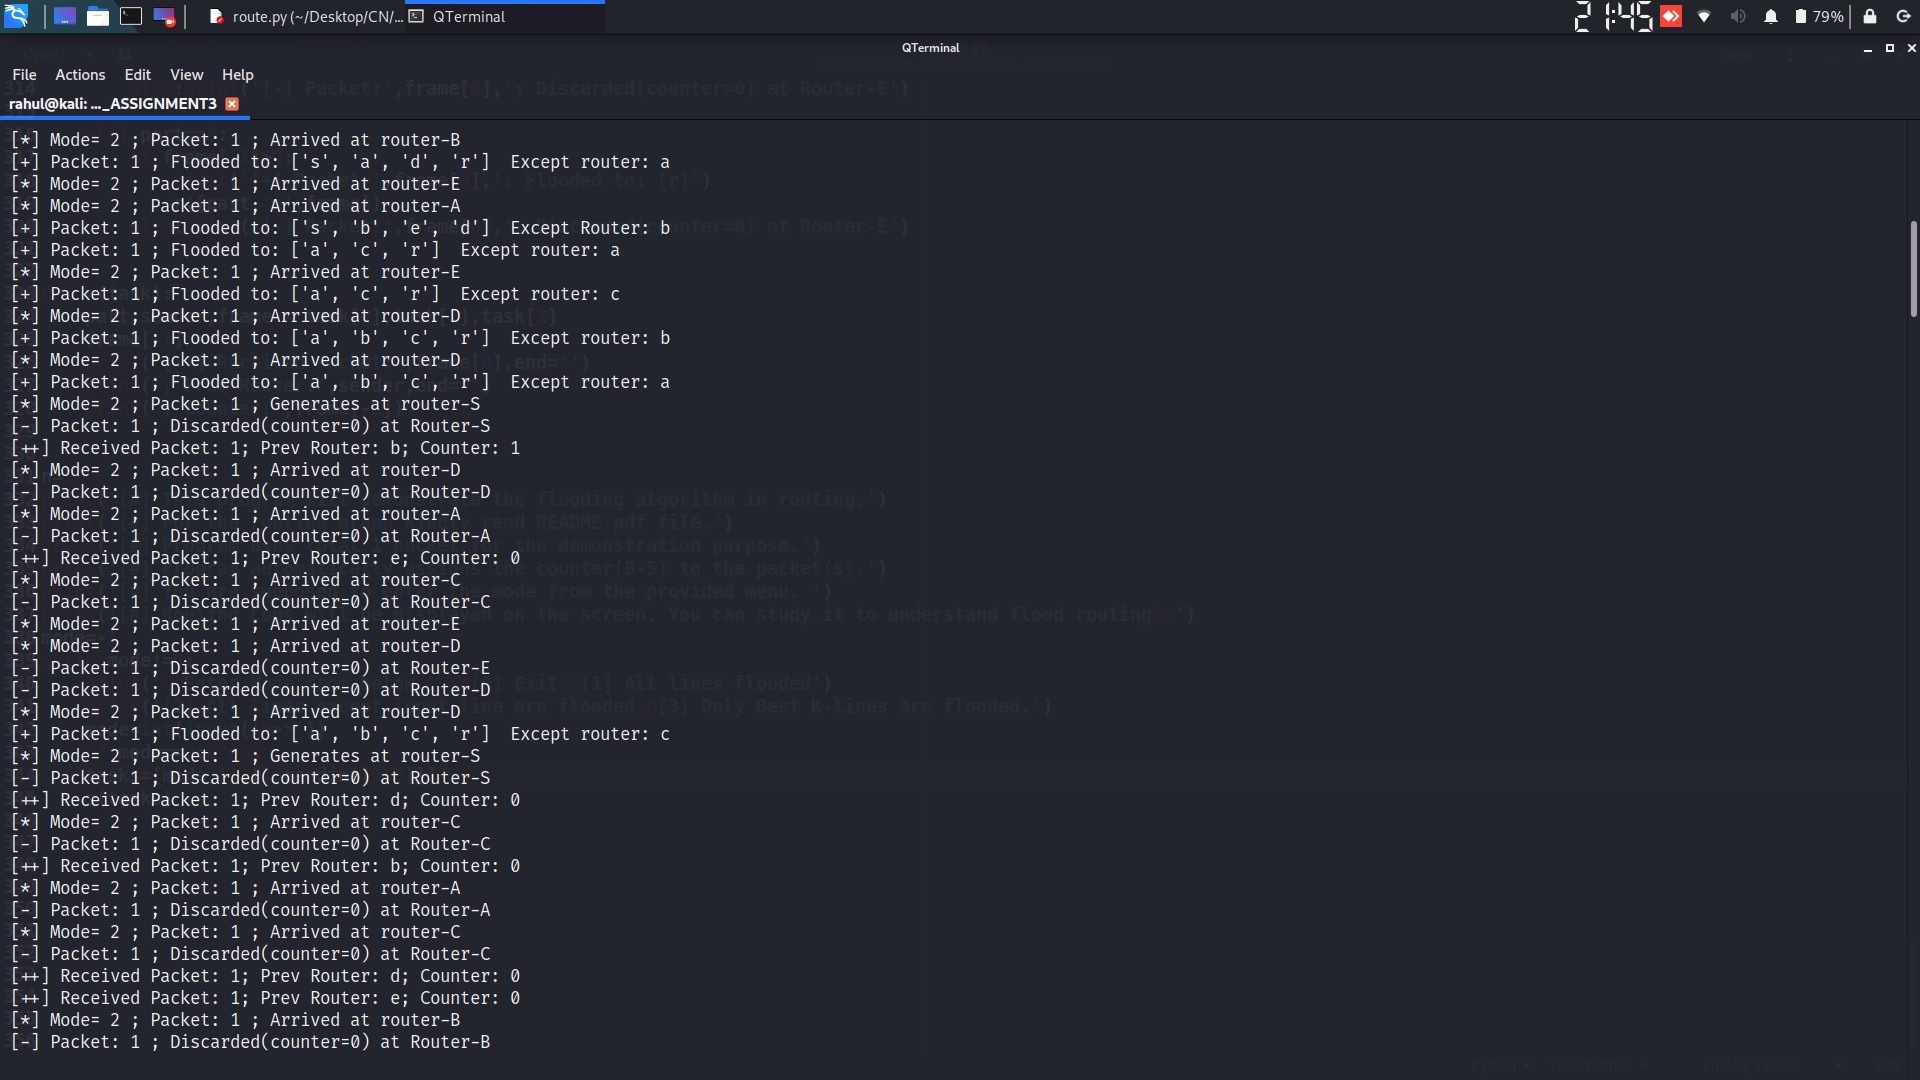 route.py (~/Desktop/CN/...
QTerminal
21:45
79%
QTerminal
File Actions Edit View Help
[-] Packet:',frame[0],'; Discarded(counter=0) at Router-E')
rahul@kali: ..._ASSIGNMENT3
[*] Mode= 2 ; Packet: 1 ; Arrived at router-B
[+] Packet: 1 ; Flooded to: ['s', 'a', 'd', 'r']  Except router: a
[*] Mode= 2 ; Packet: 1 ; Arrived at router-E
[*] Mode= 2 ; Packet: 1 ; Arrived at router-A
[+] Packet: 1 ; Flooded to: ['s', 'b', 'e', 'd']  Except Router: b
[+] Packet: 1 ; Flooded to: ['a', 'c', 'r']  Except router: a
[*] Mode= 2 ; Packet: 1 ; Arrived at router-E
[+] Packet: 1 ; Flooded to: ['a', 'c', 'r']  Except router: c
[*] Mode= 2 ; Packet: 1 ; Arrived at router-D
[+] Packet: 1 ; Flooded to: ['a', 'b', 'c', 'r']  Except router: b
[*] Mode= 2 ; Packet: 1 ; Arrived at router-D
[+] Packet: 1 ; Flooded to: ['a', 'b', 'c', 'r']  Except router: a
[*] Mode= 2 ; Packet: 1 ; Generates at router-S
[-] Packet: 1 ; Discarded(counter=0) at Router-S
[++] Received Packet: 1; Prev Router: b; Counter: 1
[*] Mode= 2 ; Packet: 1 ; Arrived at router-D
[-] Packet: 1 ; Discarded(counter=0) at Router-D
[*] Mode= 2 ; Packet: 1 ; Arrived at router-A
[-] Packet: 1 ; Discarded(counter=0) at Router-A
[++] Received Packet: 1; Prev Router: e; Counter: 0
[*] Mode= 2 ; Packet: 1 ; Arrived at router-C
[-] Packet: 1 ; Discarded(counter=0) at Router-C
[*] Mode= 2 ; Packet: 1 ; Arrived at router-E
[*] Mode= 2 ; Packet: 1 ; Arrived at router-D
[-] Packet: 1 ; Discarded(counter=0) at Router-E
[-] Packet: 1 ; Discarded(counter=0) at Router-D
[*] Mode= 2 ; Packet: 1 ; Arrived at router-D
[+] Packet: 1 ; Flooded to: ['a', 'b', 'c', 'r']  Except router: c
[*] Mode= 2 ; Packet: 1 ; Generates at router-S
[-] Packet: 1 ; Discarded(counter=0) at Router-S
[++] Received Packet: 1; Prev Router: d; Counter: 0
[*] Mode= 2 ; Packet: 1 ; Arrived at router-C
[-] Packet: 1 ; Discarded(counter=0) at Router-C
[++] Received Packet: 1; Prev Router: b; Counter: 0
[*] Mode= 2 ; Packet: 1 ; Arrived at router-A
[-] Packet: 1 ; Discarded(counter=0) at Router-A
[*] Mode= 2 ; Packet: 1 ; Arrived at router-C
[-] Packet: 1 ; Discarded(counter=0) at Router-C
[++] Received Packet: 1; Prev Router: d; Counter: 0
[++] Received Packet: 1; Prev Router: e; Counter: 0
[*] Mode= 2 ; Packet: 1 ; Arrived at router-B
[-] Packet: 1 ; Discarded(counter=0) at Router-B